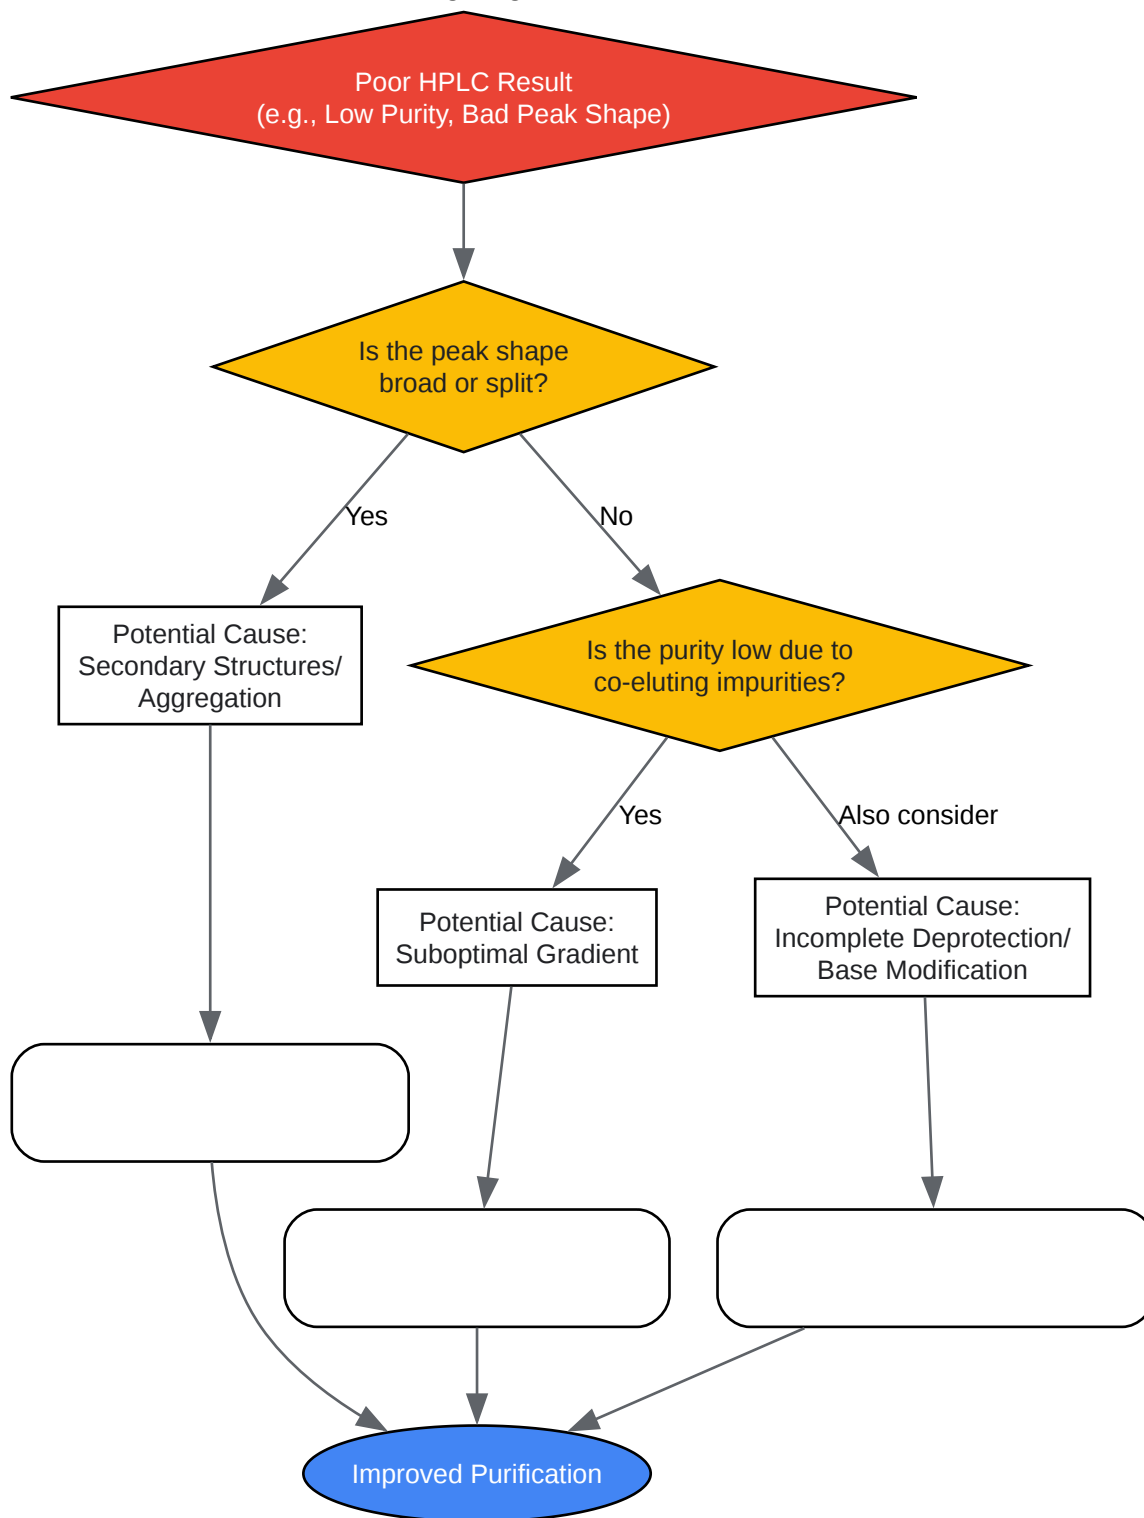 Poor HPLC Result
(e.g., Low Purity, Bad Peak Shape)
Is the peak shape
broad or split?
Yes
No
Potential Cause:
Secondary Structures/
Aggregation
Is the purity low due to
co-eluting impurities?
Yes
Also consider
Potential Cause:
Suboptimal Gradient
Potential Cause:
Incomplete Deprotection/
Base Modification
Improved Purification